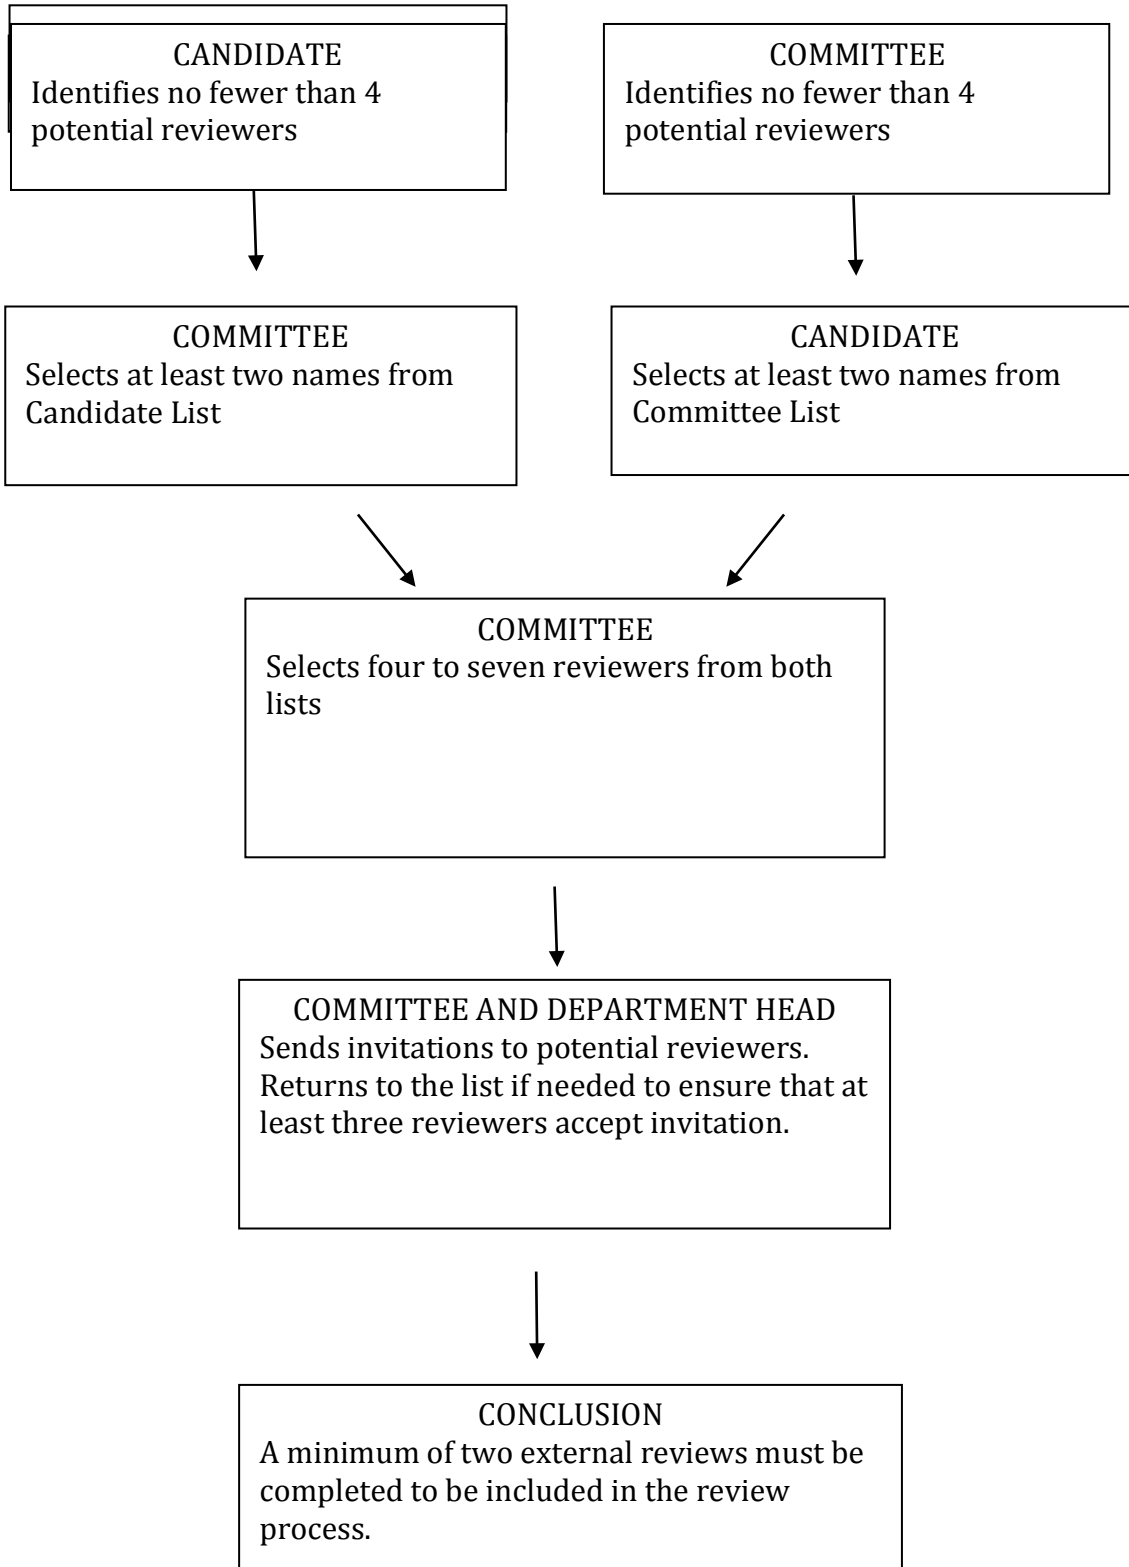 CANDIDATE
Identifies no fewer than 4
potential reviewers
COMMITTEE
Identifies no fewer than 4
potential reviewers
COMMITTEE
Selects at least two names from
Candidate List
CANDIDATE
Selects at least two names from
Committee List
COMMITTEE
Selects four to seven reviewers from both
lists
COMMITTEE AND DEPARTMENT HEAD
Sends invitations to potential reviewers.
Returns to the list if needed to ensure that at
least three reviewers accept invitation.
CONCLUSION
A minimum of two external reviews must be
completed to be included in the review
process.